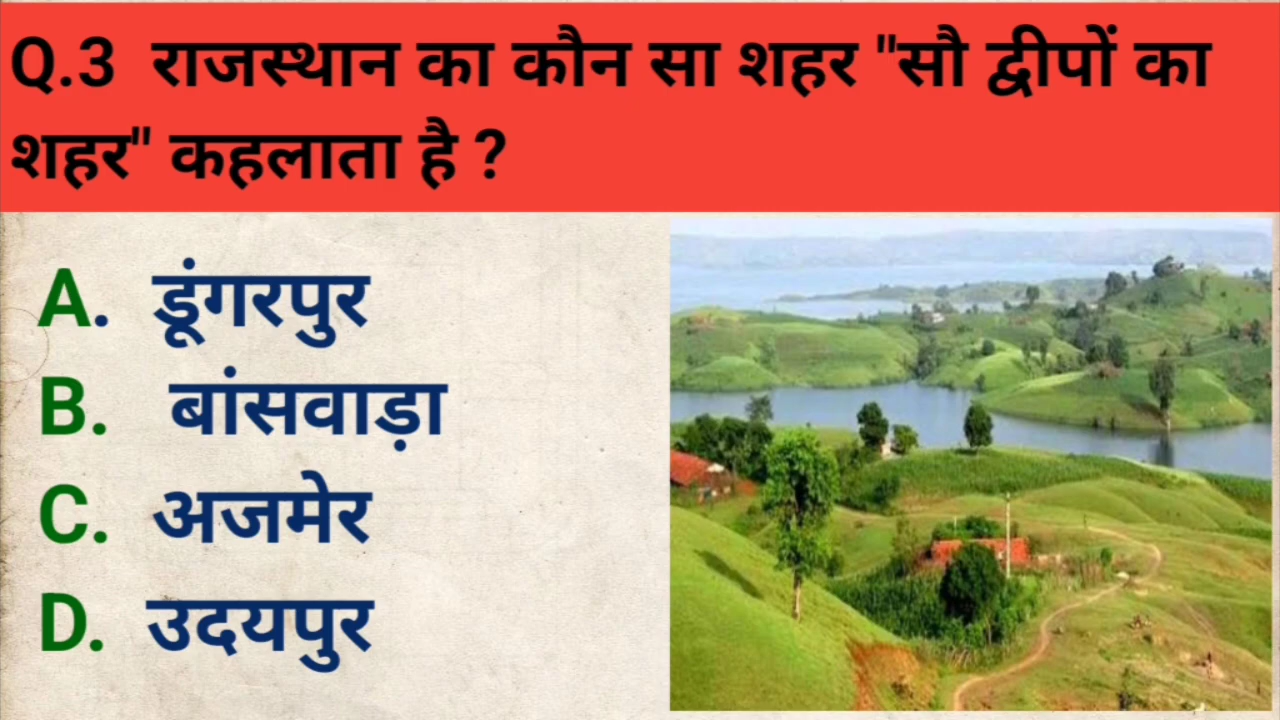 Q.3 राजस्थान का कौन सा शहर "सौ द्वीपों का
शहर" कहलाता है ?
A. डूंगरपुर
B. बांसवाड़ा
C. अजमेर
D. उदयपुर